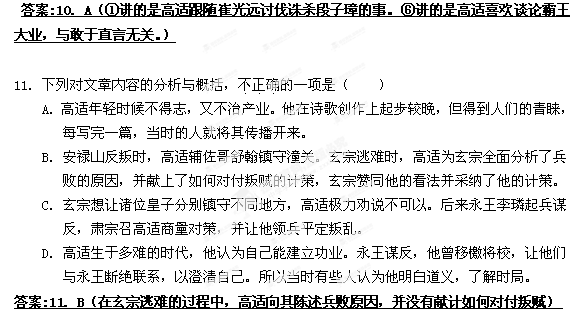 答案:10. A(①讲的是高适跟随崔光远讨伐诛杀段子璋的事。⑥讲的是高适喜欢谈论霸王
大业，与敢于直言无关。)
11. 下列对文章内容的分析与概括，不正确的一项是（　　）
A. 高适年轻时候不得志，又不治产业。他在诗歌创作上起步较晚，但得到人们的青睐，
每写完一篇，当时的人就将其传播开来。
B. 安禄山反叛时，高适辅佐哥舒翰镇守潼关。玄宗逃难时，高适为玄宗全面分析了兵
败的原因，并献上了如何对付叛贼的计策，玄宗赞同他的看法并采纳了他的计策。
C. 玄宗想让诸位皇子分别镇守不同地方，高适极力劝说不可以。后来永王李璘起兵谋
反，肃宗召高适商量对策，并让他领兵平定叛乱。
D. 高适生于多难的时代，他认为自己能建立功业。永王谋反，他曾移檄将校，让他们
与永王断绝联系，以澄清自己。所以当时有些人认为他明白道义，了解时局。
答案:11. B(在玄宗逃难的过程中，高适向其陈述兵败原因，并没有献计如何对付叛贼)